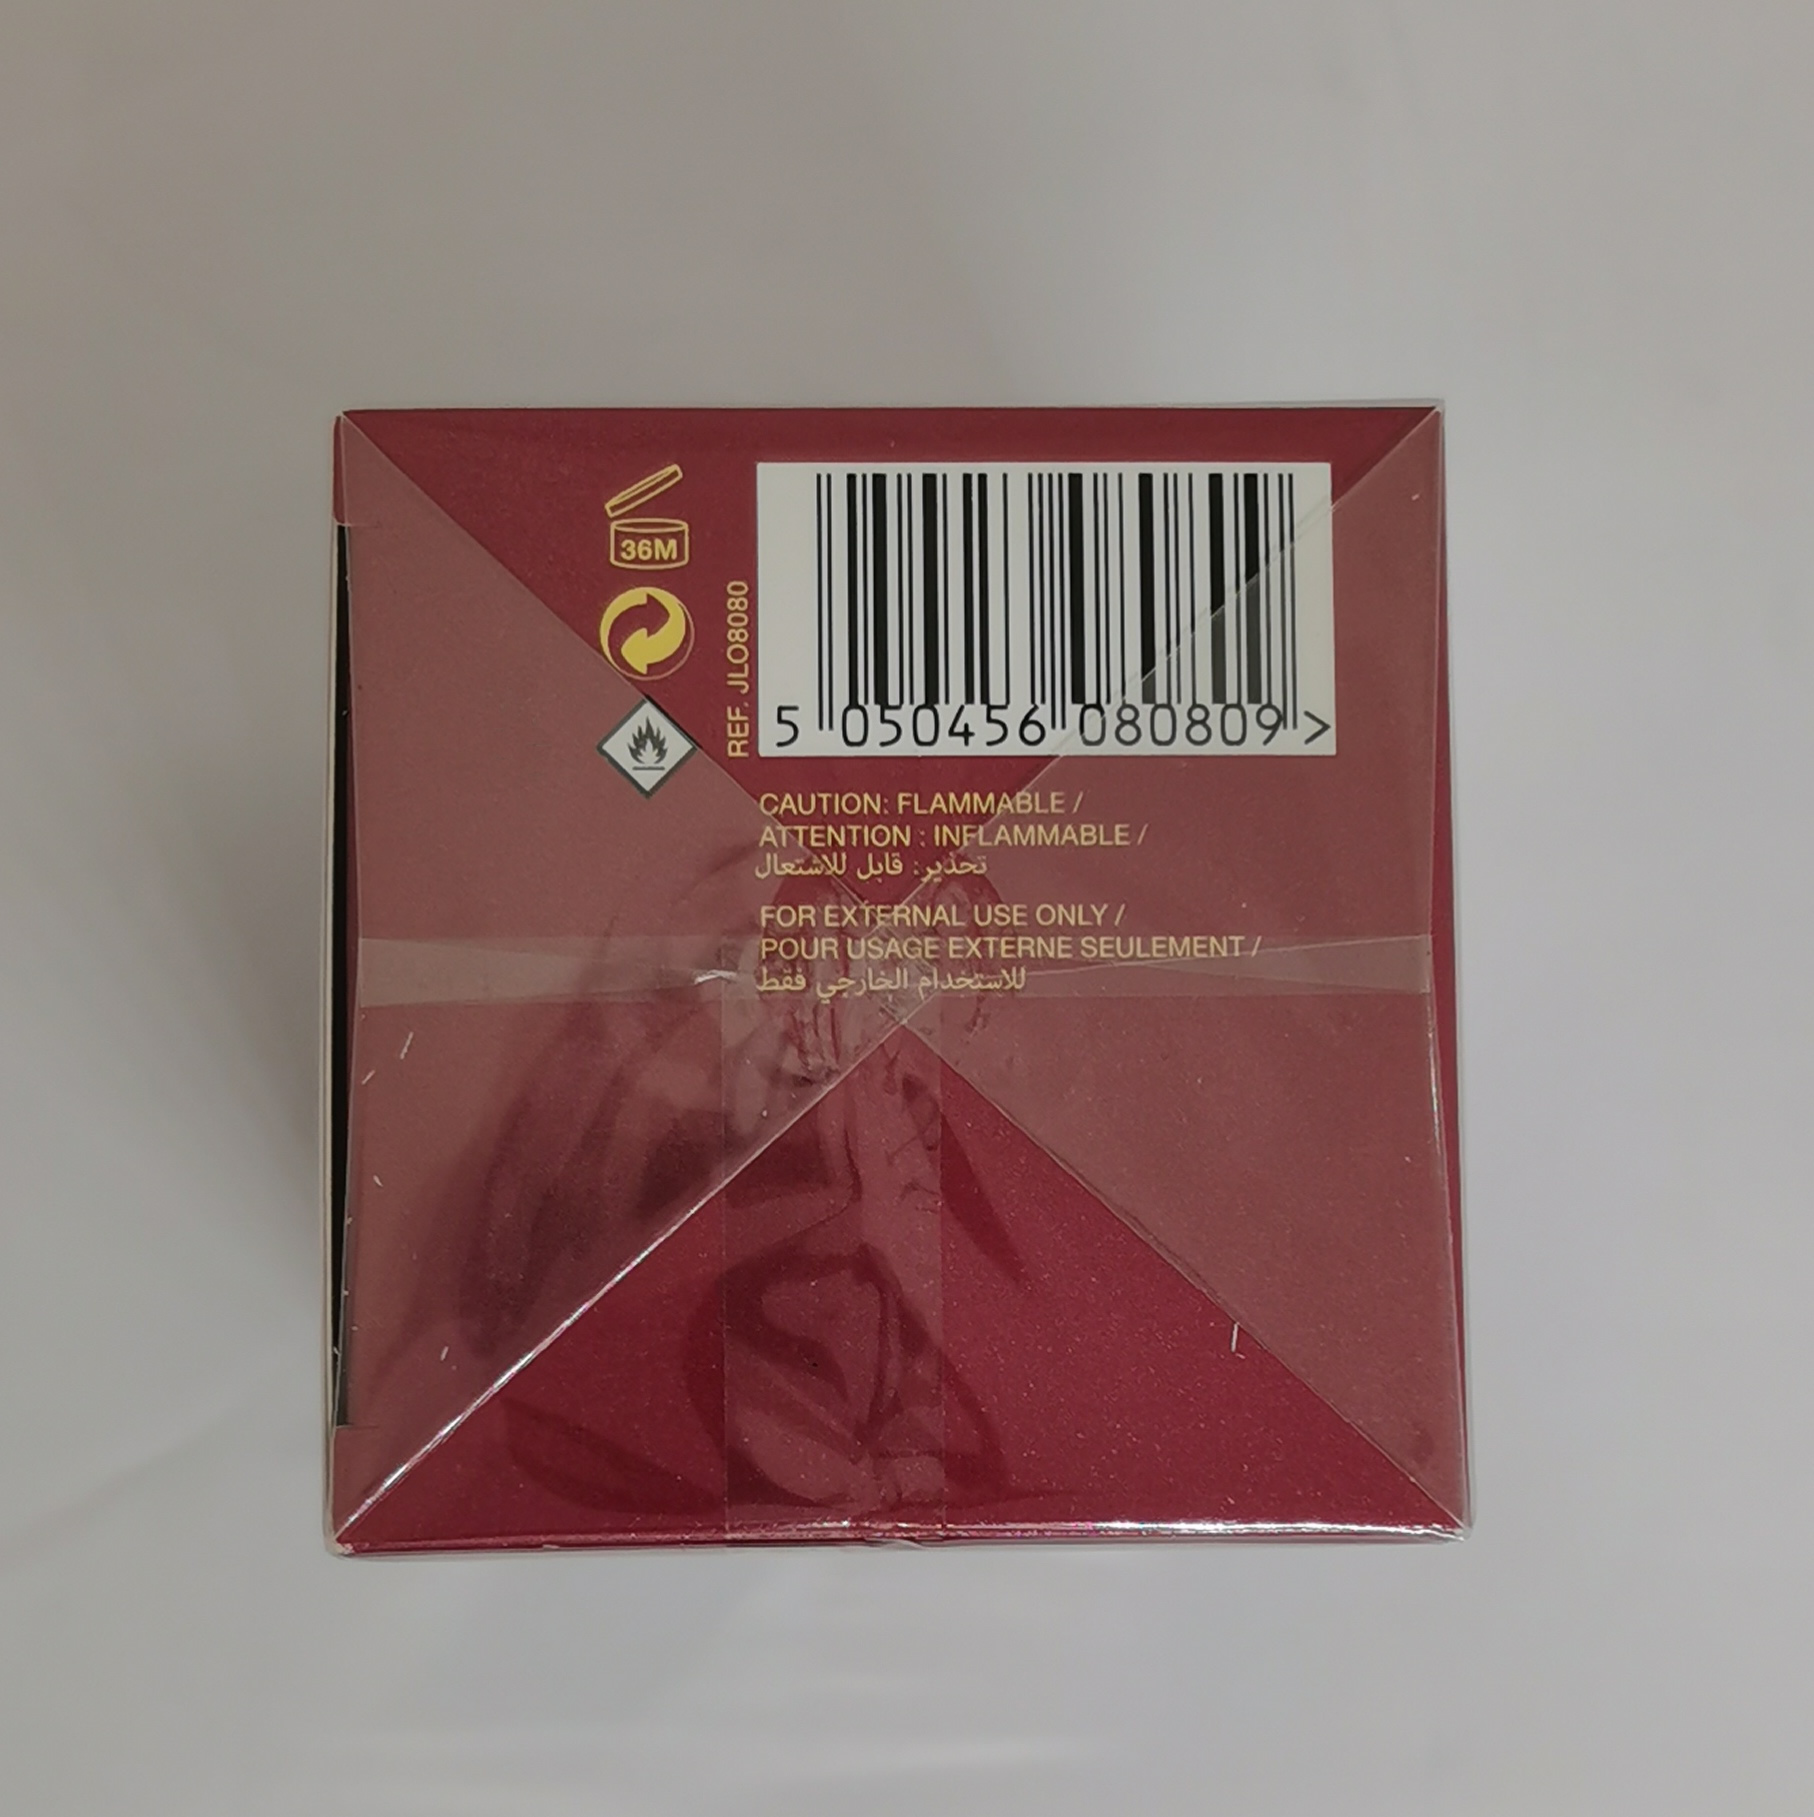 36M
REF. JLO8080
5 050456 080809 >
CAUTION: FLAMMABLE /
ATTENTION : INFLAMMABLE /
تحذير: قابل للاشتعال
FOR EXTERNAL USE ONLY /
POUR USAGE EXTERNE SEULEMENT /
للاستخدام الخارجي فقط